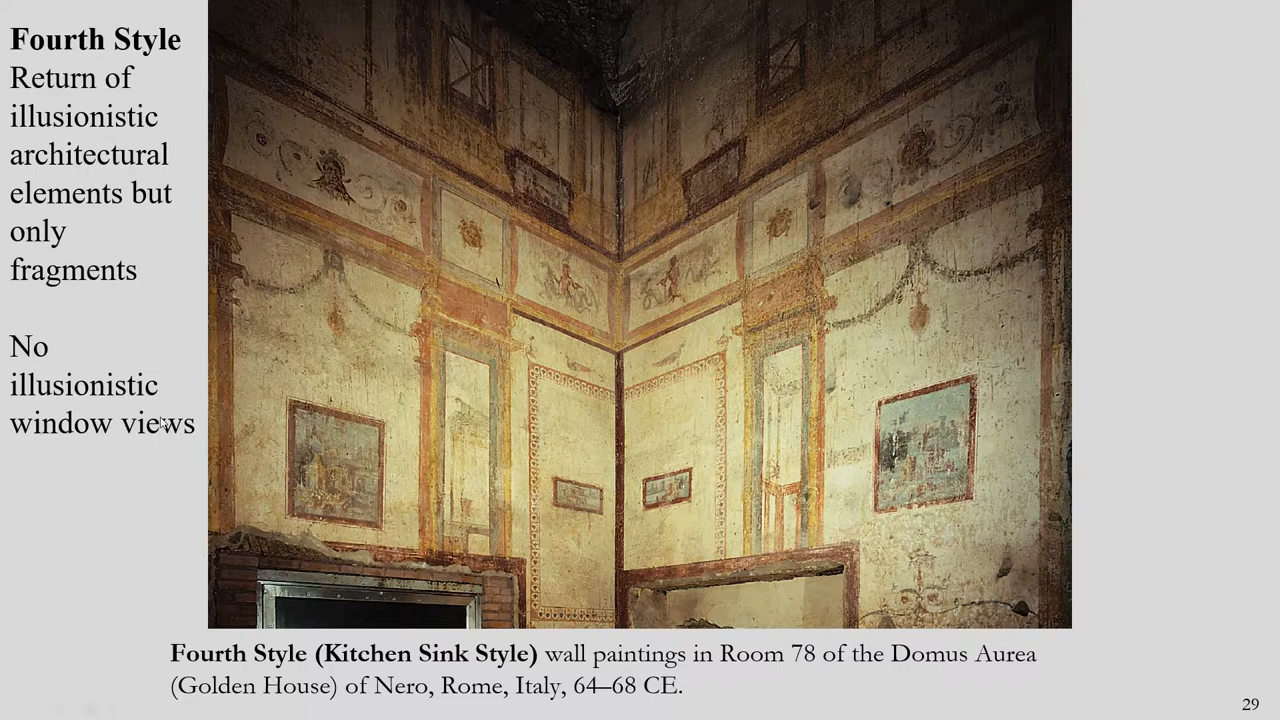 Fourth Style
Return of
illusionistic
architectural
elements but
only
fragments
No
illusionistic
window views
Fourth Style (Kitchen Sink Style) wall paintings in Room 78 of the Domus Aurea
(Golden House) of Nero, Rome, Italy, 64–68 CE.
29